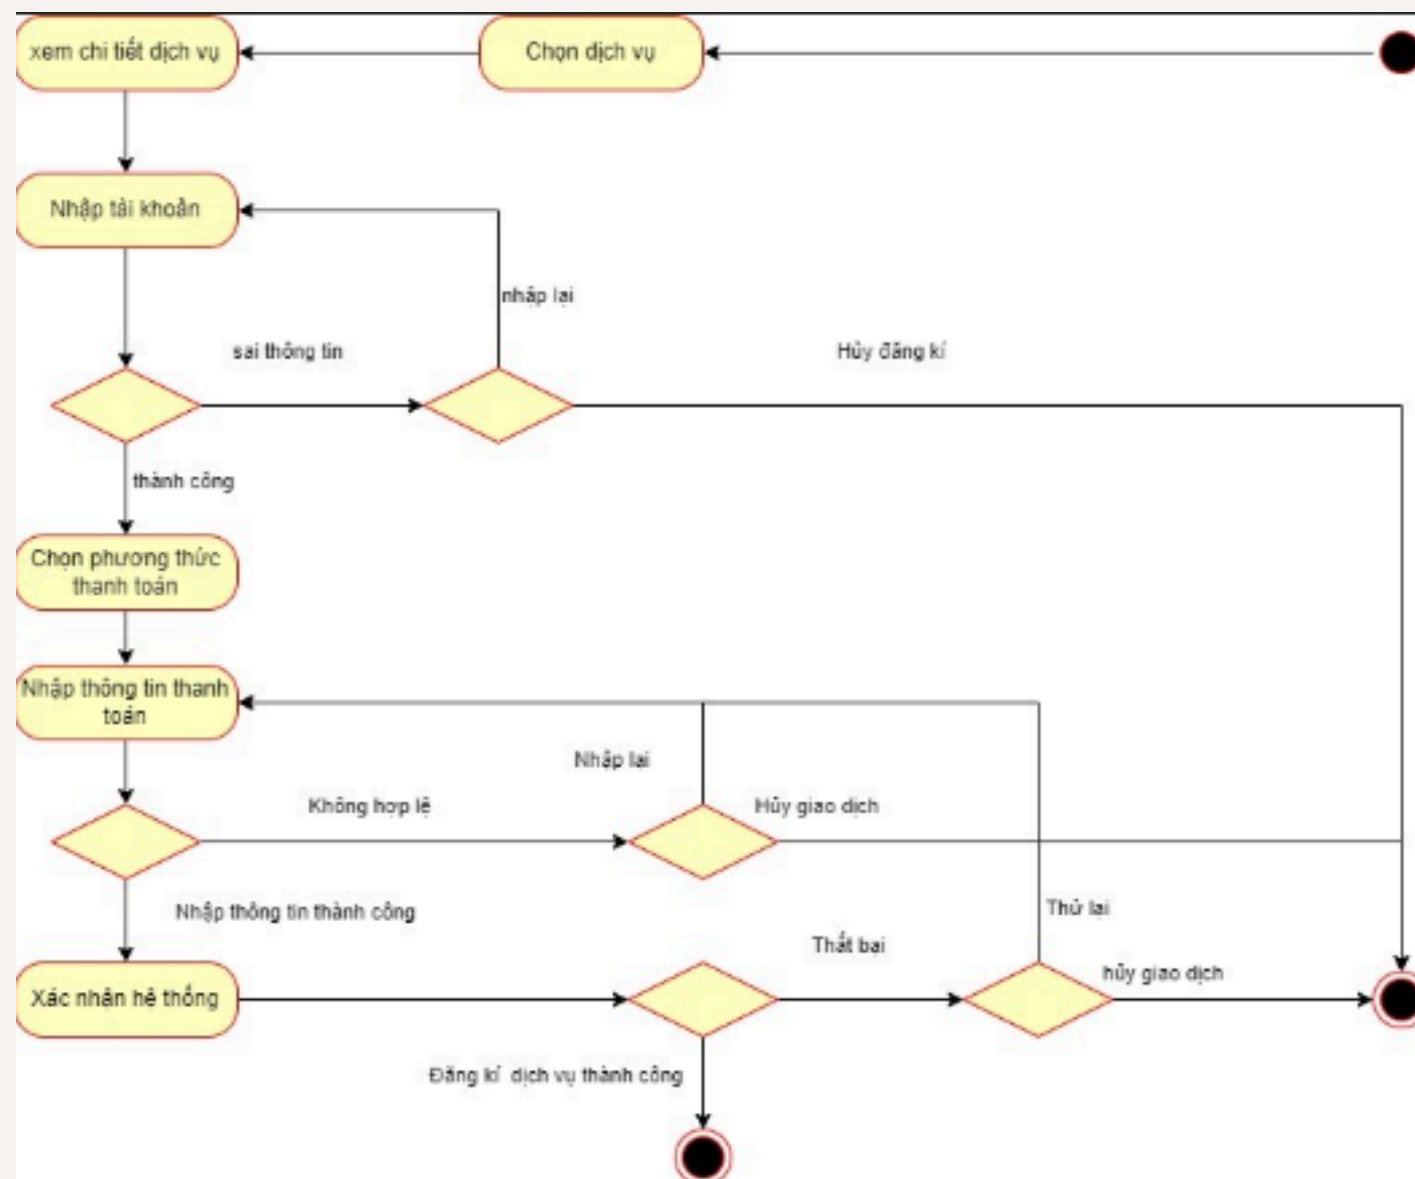 xem chi tiết dịch vụ
Chọn dịch vụ
Nhập tài khoản
nhập lại
sai thông tin
Hủy đăng kí
thành công
Chọn phương thức
thanh toán
Nhập thông tin thanh
toán
Nhập lại
Không hợp lệ
Hủy giao dịch
Nhập thông tin thành công
Thử lại
Thất bại
hủy giao dịch
Xác nhận hệ thống
Đăng kí dịch vụ thành công